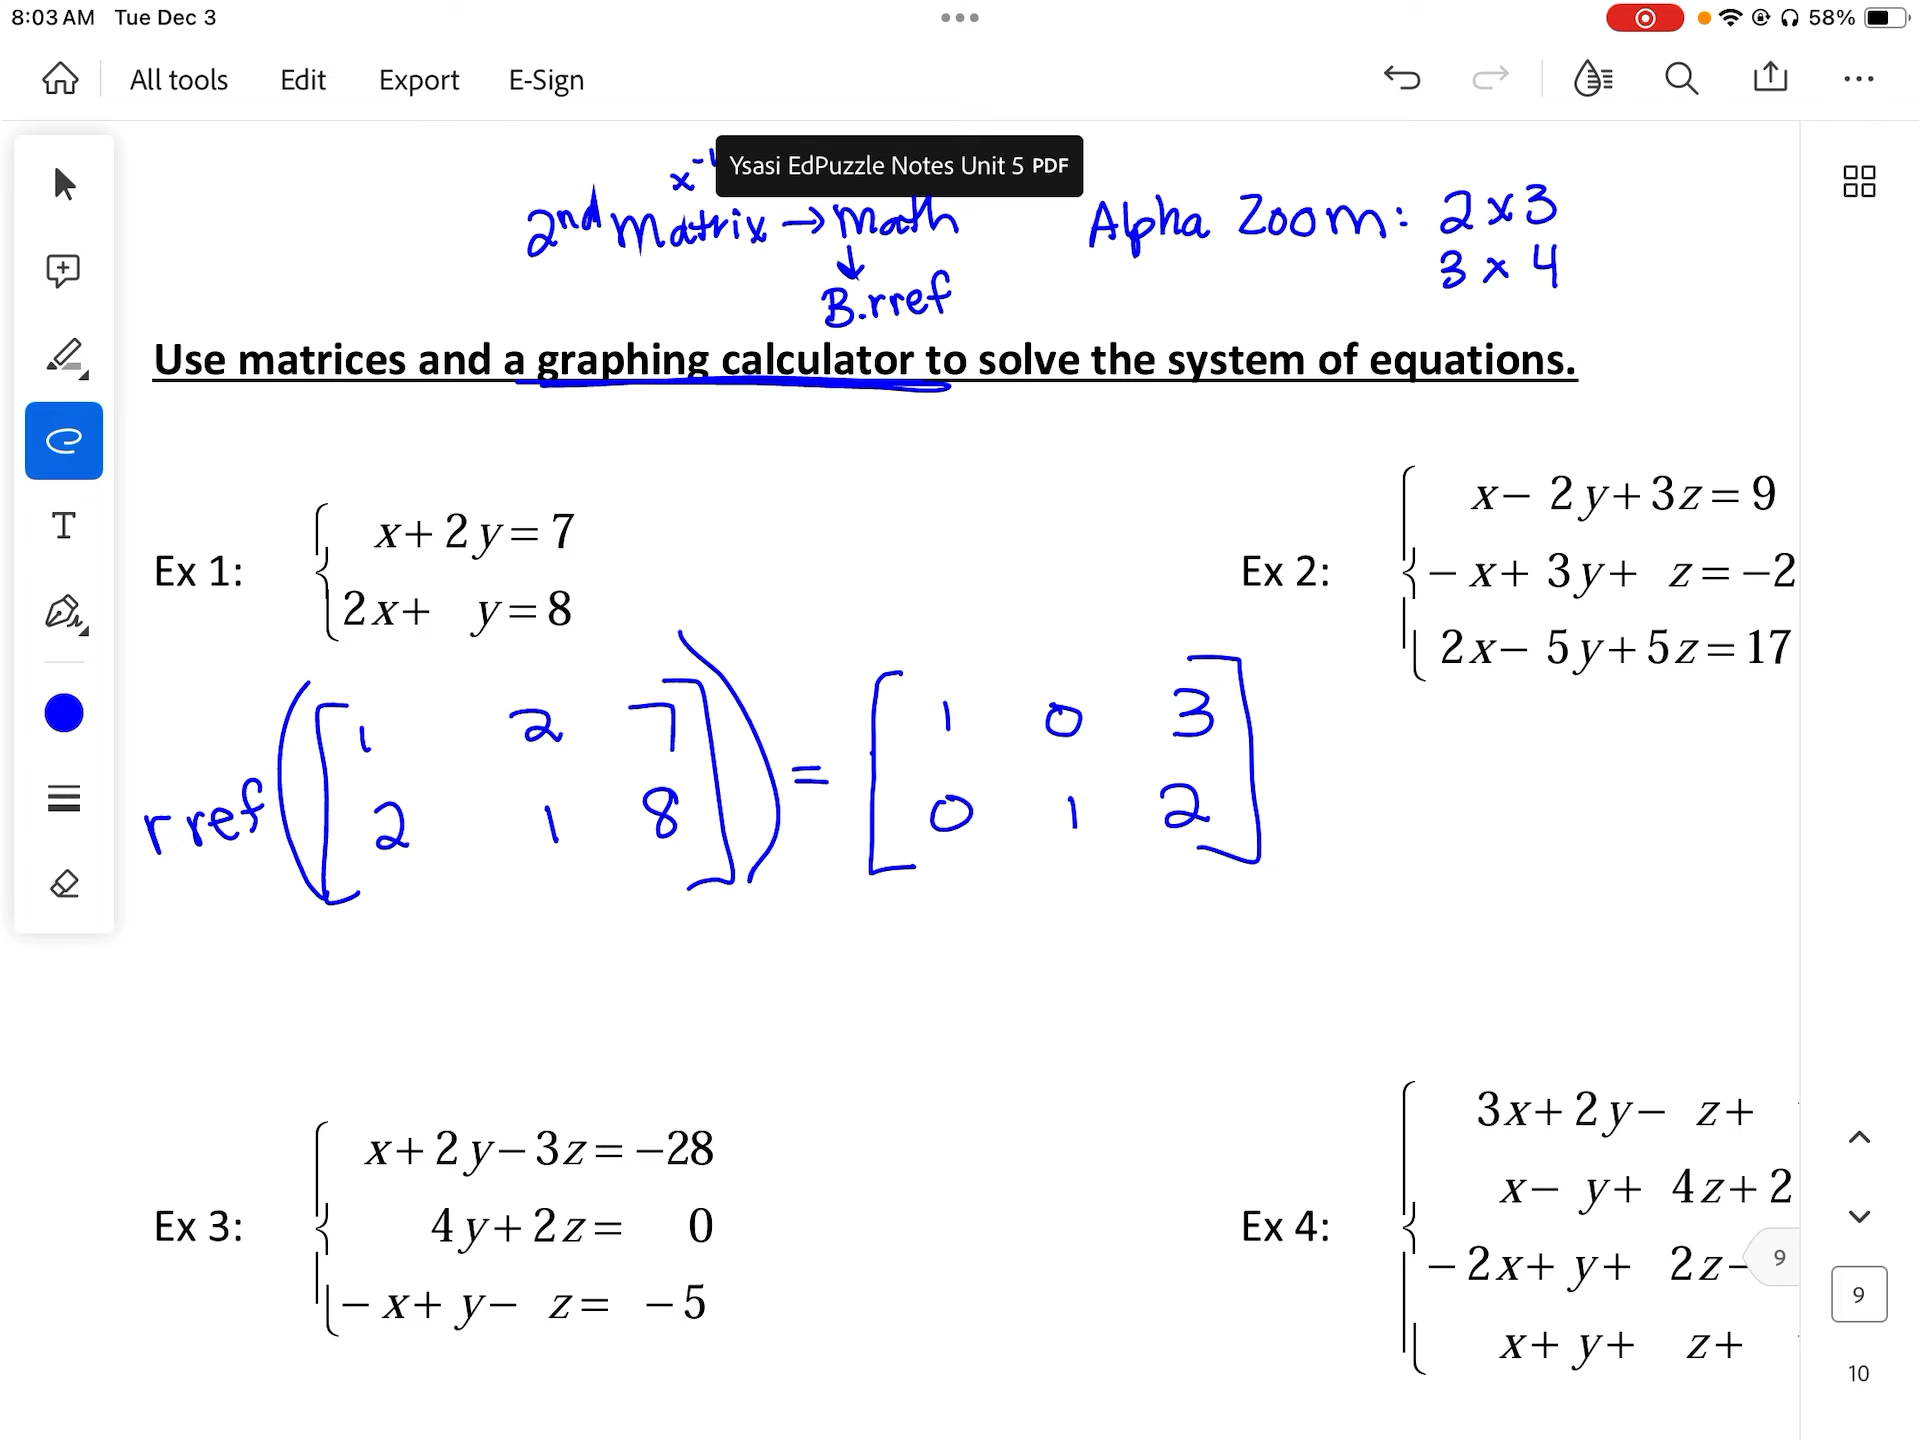 8:03 AM Tue Dec 3
58%
All tools Edit Export E-Sign
Ysasi EdPuzzle Notes Unit 5 PDF
x⁻¹
2nd Matrix → Math
↓
B.rref
Alpha Zoom: 2 x 3
3 x 4
Use matrices and a graphing calculator to solve the system of equations.
Ex 1:
x + 2y = 7
2x + y = 8
rref ([1 2 7
2 1 8]) = [1 0 3
0 1 2]
Ex 2:
x − 2y + 3z = 9
− x + 3y + z = −2
2x − 5y + 5z = 17
Ex 3:
x + 2y − 3z = −28
4y + 2z = 0
− x + y − z = −5
Ex 4:
3x + 2y − z +
x − y + 4z + 2
− 2x + y + 2z −
x + y + z +
9
9
10